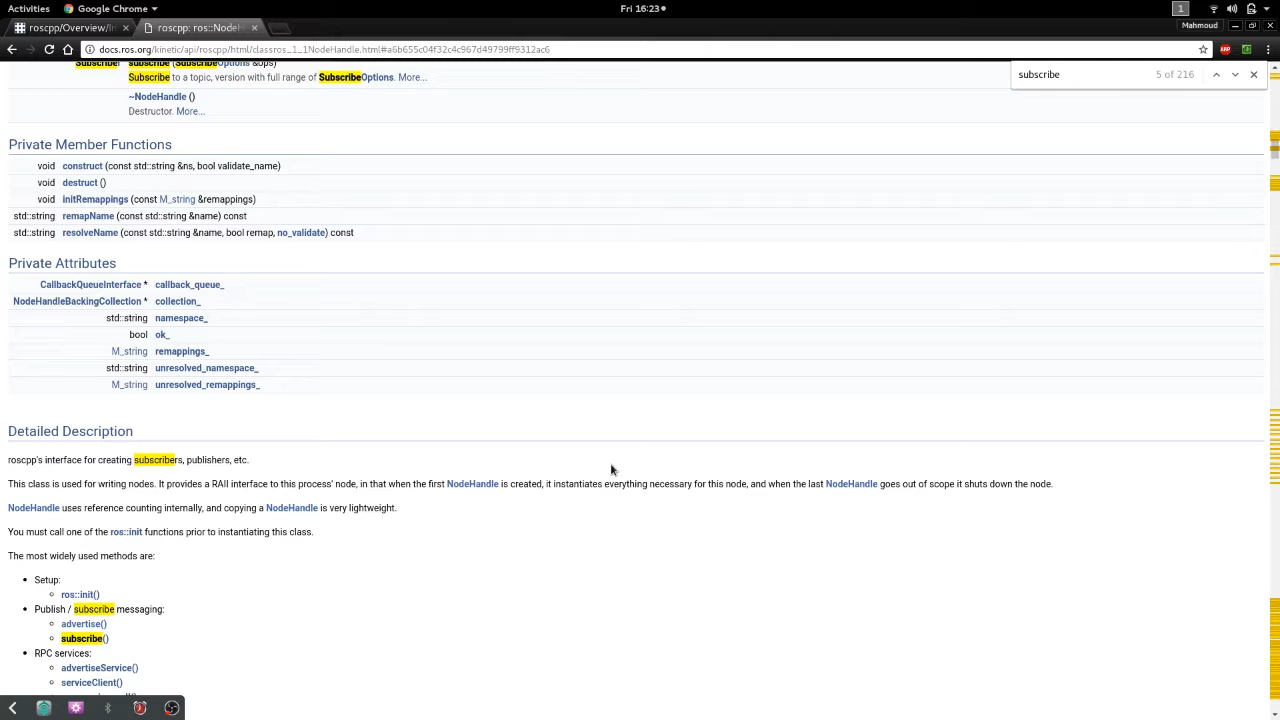 Activities Google Chrome Fri 16:23 1
roscpp/Overview/In × roscpp: ros::NodeH × Mahmoud
docs.ros.org/kinetic/api/roscpp/html/classros_1_1NodeHandle.html#a6b655c04f32c4c967d49799ff9312ac6
subscribe 5 of 216
Subscriber subscribe (SubscribeOptions &ops)
Subscribe to a topic, version with full range of SubscribeOptions. More...
~NodeHandle ()
Destructor. More...
Private Member Functions
void construct (const std::string &ns, bool validate_name)
void destruct ()
void initRemappings (const M_string &remappings)
std::string remapName (const std::string &name) const
std::string resolveName (const std::string &name, bool remap, no_validate) const
Private Attributes
CallbackQueueInterface * callback_queue_
NodeHandleBackingCollection * collection_
std::string namespace_
bool ok_
M_string remappings_
std::string unresolved_namespace_
M_string unresolved_remappings_
Detailed Description
roscpp's interface for creating subscribers, publishers, etc.
This class is used for writing nodes. It provides a RAII interface to this process' node, in that when the first NodeHandle is created, it instantiates everything necessary for this node, and when the last NodeHandle goes out of scope it shuts down the node.
NodeHandle uses reference counting internally, and copying a NodeHandle is very lightweight.
You must call one of the ros::init functions prior to instantiating this class.
The most widely used methods are:
• Setup:
ros::init()
• Publish / subscribe messaging:
advertise()
subscribe()
• RPC services:
advertiseService()
serviceClient()